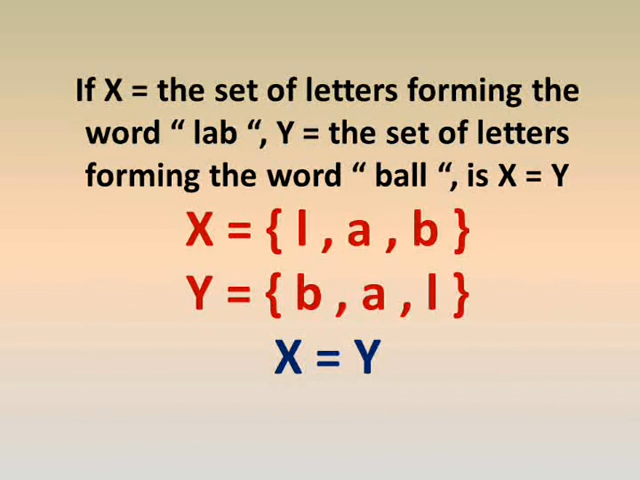 If X = the set of letters forming the
word “ lab “, Y = the set of letters
forming the word “ ball “, is X = Y
X = { l , a , b }
Y = { b , a , l }
X = Y